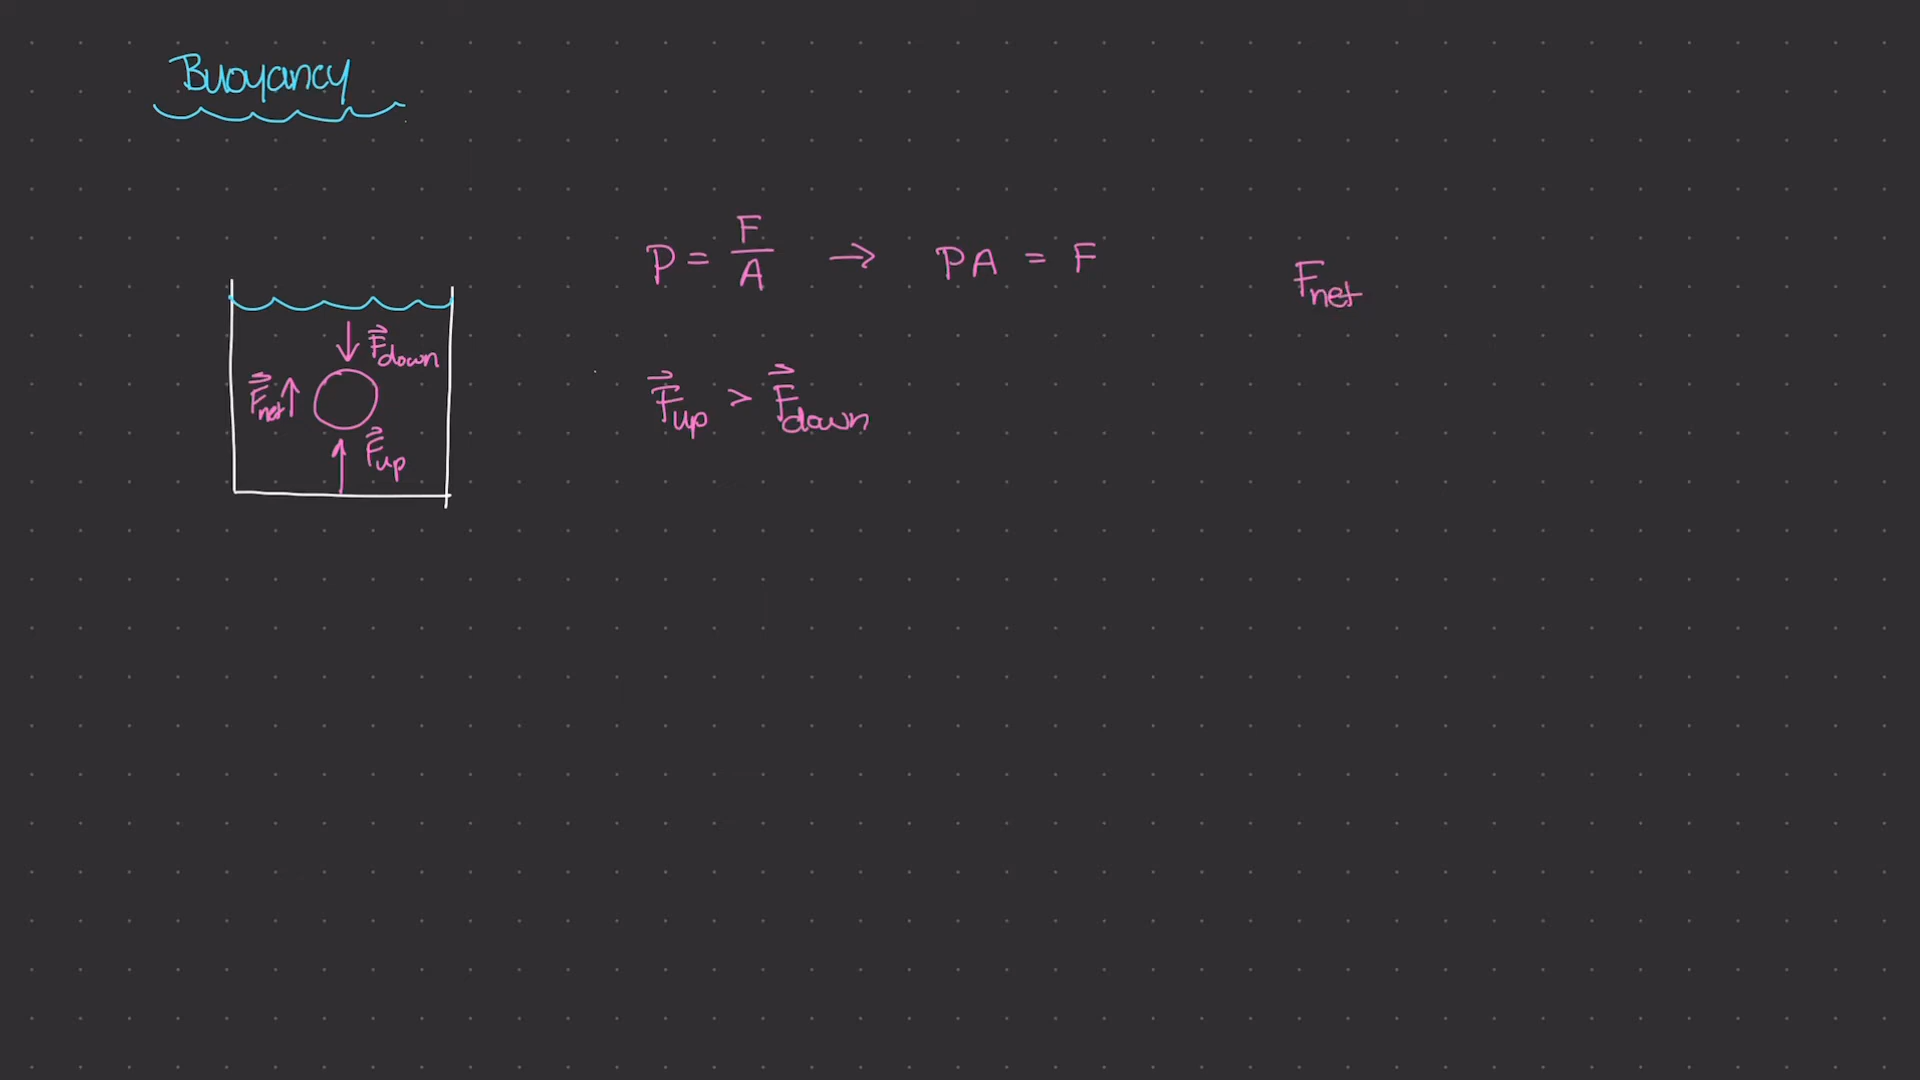 Buoyancy
P = F/A → PA = F
F_net
F⃗_down
F⃗_net ↑
F⃗_up > F⃗_down
F⃗_up